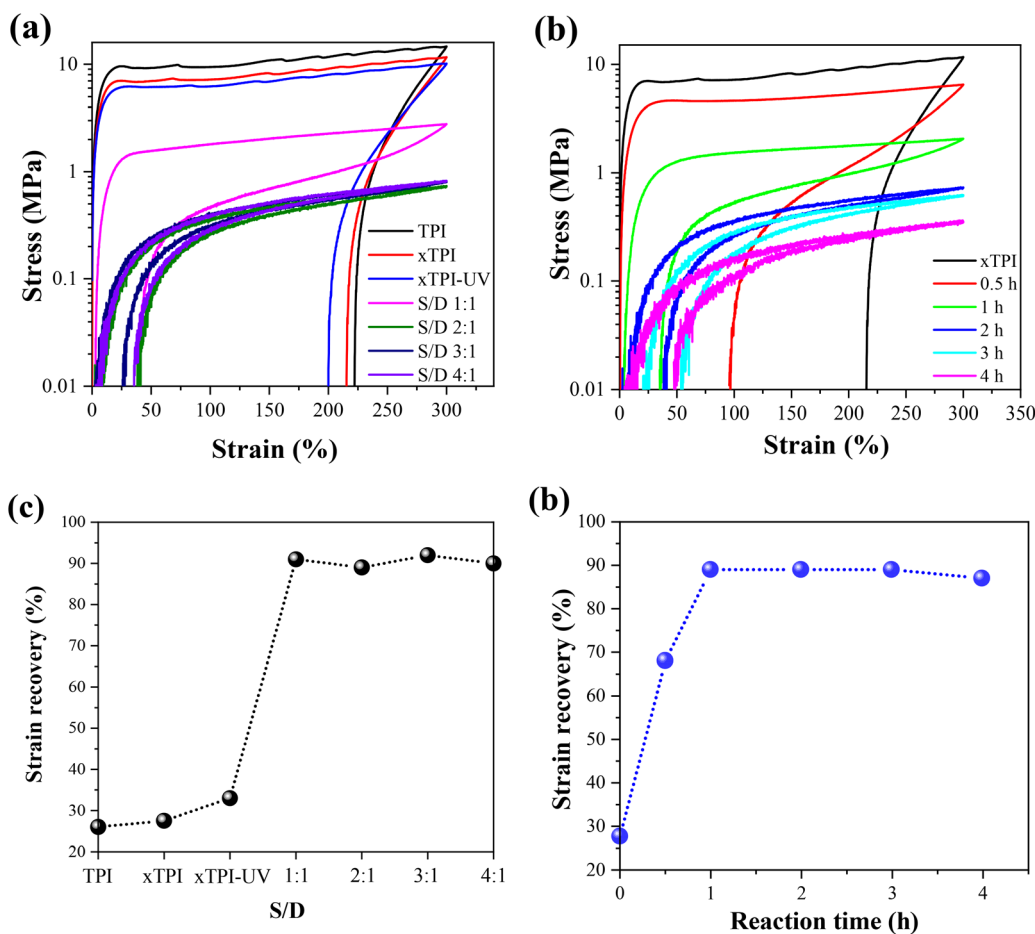 (a)
Stress (MPa)
10
1
0.1
0.01
0 50 100 150 200 250 300
Strain (%)
TPI
xTPI
xTPI-UV
S/D 1:1
S/D 2:1
S/D 3:1
S/D 4:1
(b)
Stress (MPa)
10
1
0.1
0.01
0 50 100 150 200 250 300 350
Strain (%)
xTPI
0.5 h
1 h
2 h
3 h
4 h
(c)
Strain recovery (%)
100
90
80
70
60
50
40
30
20
TPI xTPI xTPI-UV 1:1 2:1 3:1 4:1
S/D
(b)
Strain recovery (%)
100
90
80
70
60
50
40
30
20
0 1 2 3 4
Reaction time (h)